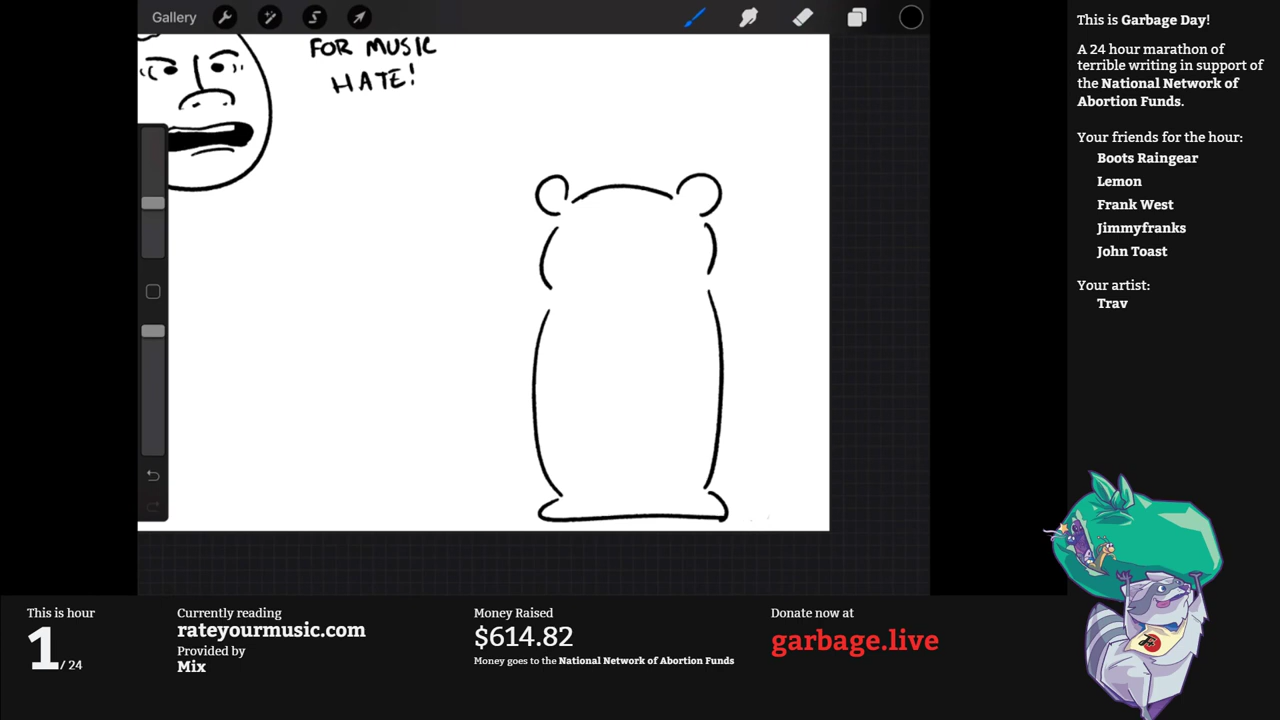 Gallery
FOR MUSIC
HATE!
This is Garbage Day!
A 24 hour marathon of
terrible writing in support of
the National Network of
Abortion Funds.
Your friends for the hour:
Boots Raingear
Lemon
Frank West
Jimmyfranks
John Toast
Your artist:
Trav
This is hour
1 / 24
Currently reading
rateyourmusic.com
Provided by
Mix
Money Raised
$614.82
Money goes to the National Network of Abortion Funds
Donate now at
garbage.live